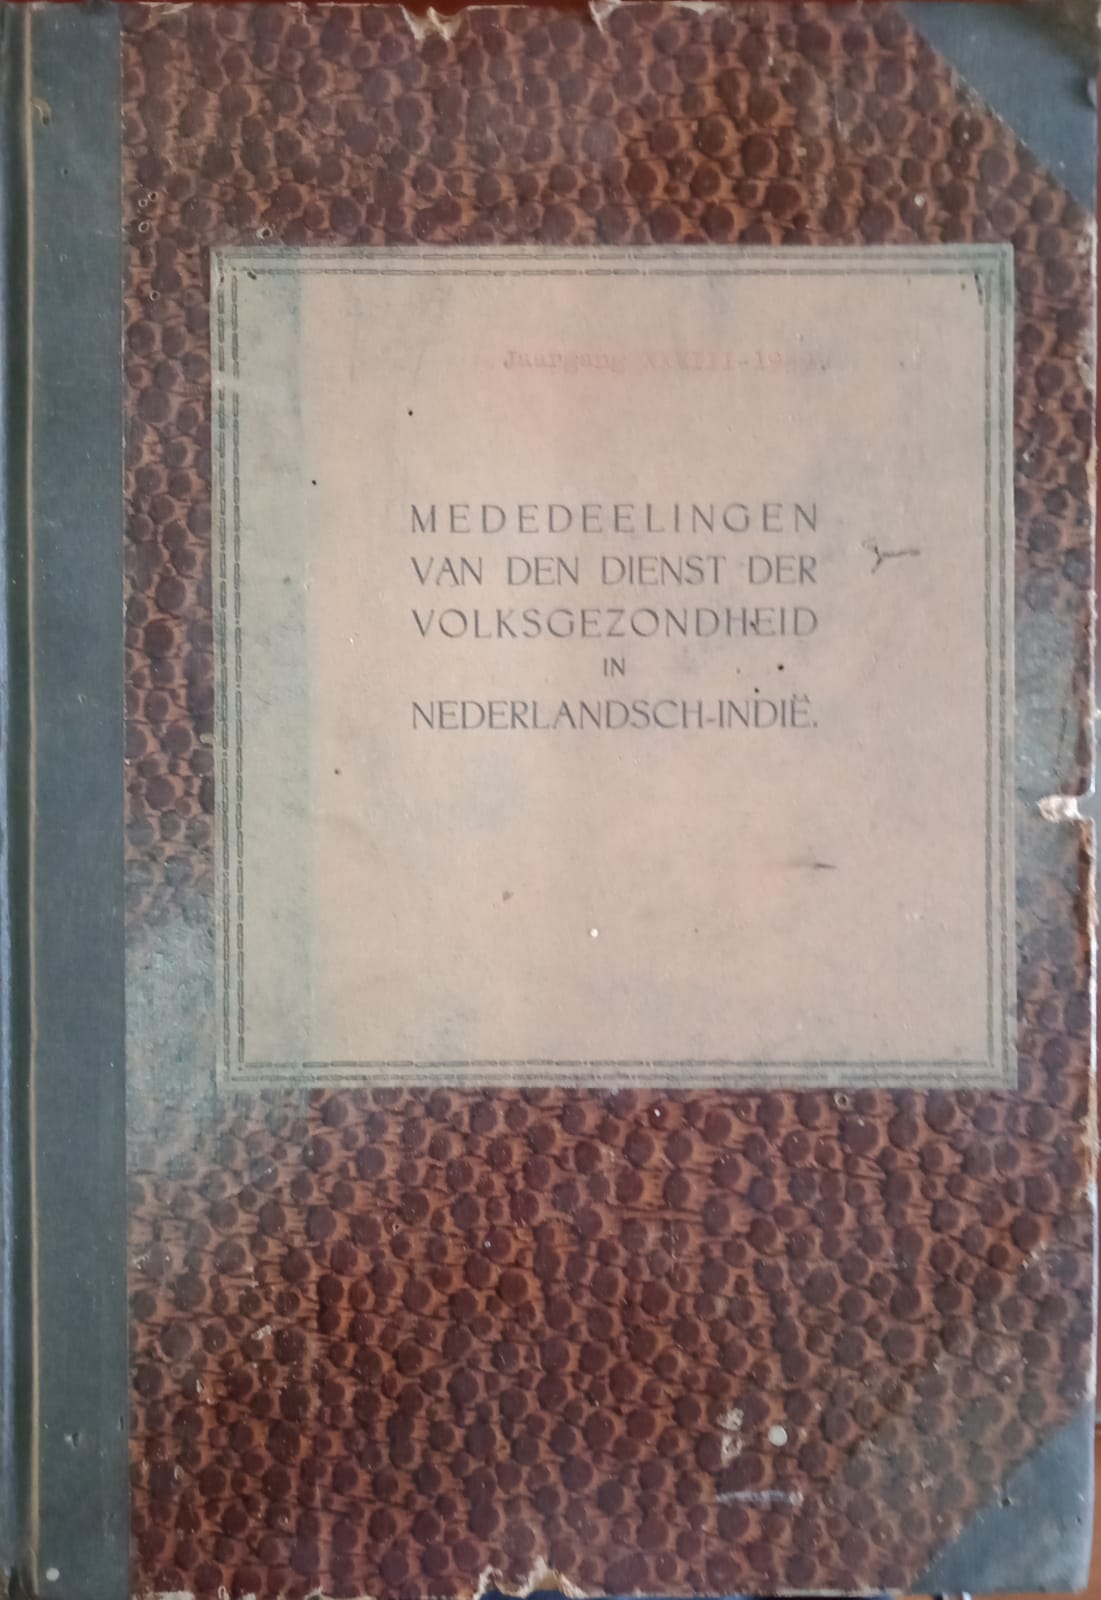 Jaargang
MEDEDEELINGEN
VAN DEN DIENST DER
VOLKSGEZONDHEID
IN
NEDERLANDSCH-INDIË.